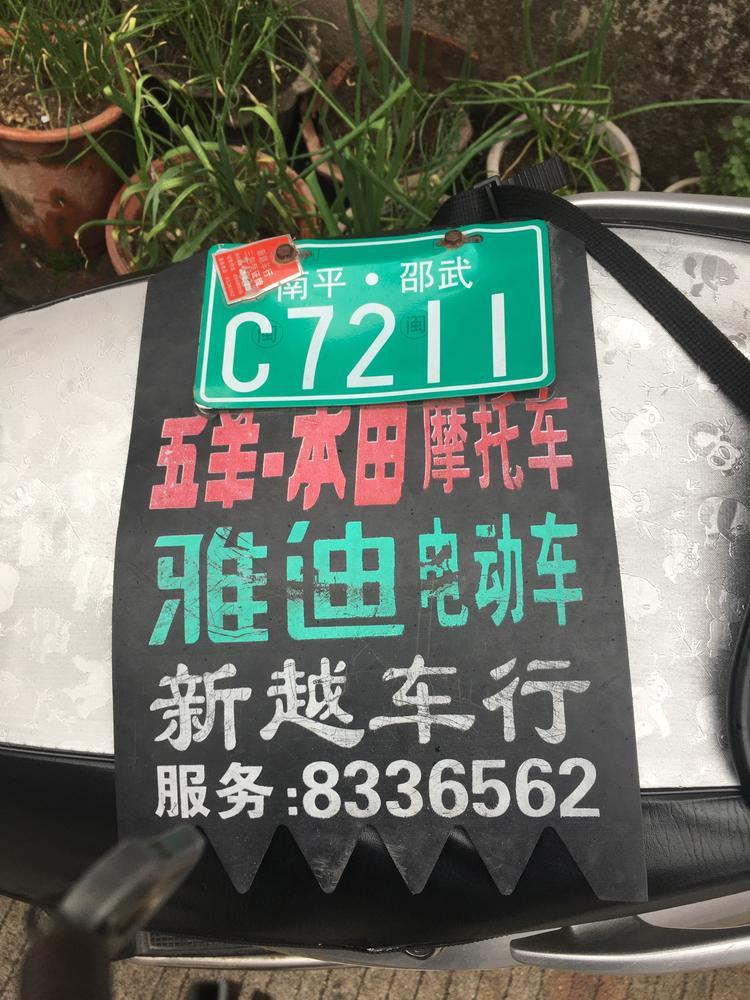 南平·邵武
C7211
五羊-本田 摩托车
雅迪 电动车
新越车行
服务:8336562